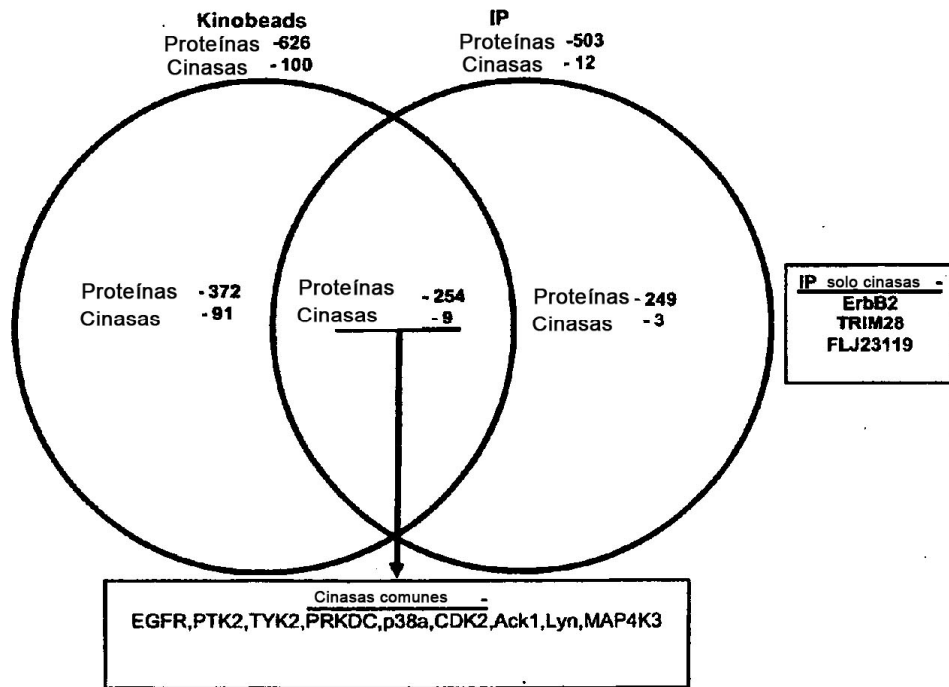 Kinobeads
Proteínas -626
Cinasas - 100
IP
Proteínas -503
Cinasas - 12
Proteínas -372
Cinasas - 91
Proteínas -254
Cinasas - 9
Proteínas - 249
Cinasas - 3
IP solo cinasas -
ErbB2
TRIM28
FLJ23119
Cinasas comunes -
EGFR,PTK2,TYK2,PRKDC,p38a,CDK2,Ack1,Lyn,MAP4K3